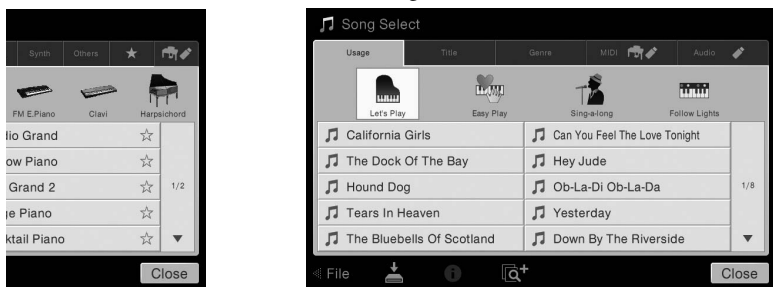 Synth Others
FM E.Piano Clavi Harpsichord
dio Grand
ow Piano
Grand 2
ge Piano
ktail Piano
1/2
Close
Song Select
Usage Title Genre MIDI Audio
Let's Play Easy Play Sing-a-long Follow Lights
California Girls Can You Feel The Love Tonight
The Dock Of The Bay Hey Jude
Hound Dog Ob-La-Di Ob-La-Da
Tears In Heaven Yesterday
The Bluebells Of Scotland Down By The Riverside
1/8
File Close